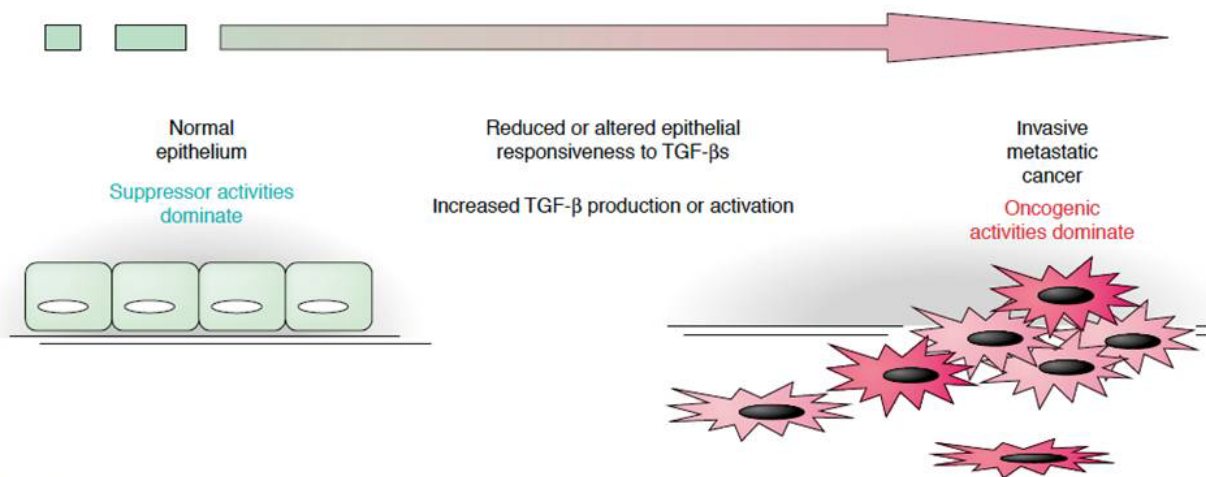 Normal
epithelium
Suppressor activities
dominate
Reduced or altered epithelial
responsiveness to TGF-βs
Increased TGF-β production or activation
Invasive
metastatic
cancer
Oncogenic
activities dominate